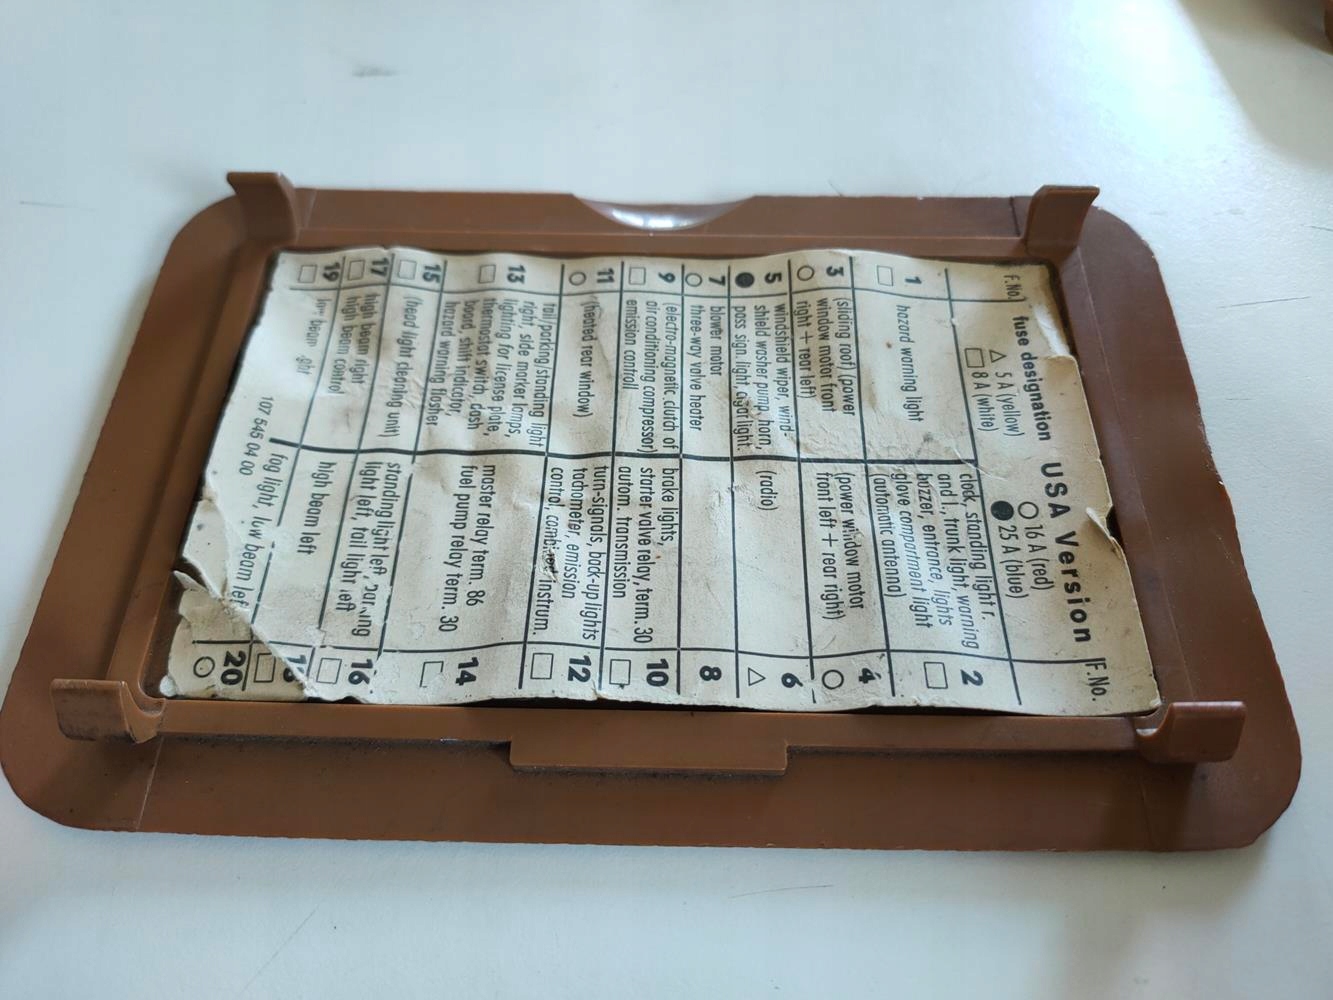 F.No. fuse designation USA Version F.No.
△ 5 A (yellow) ○ 16 A (red)
□ 8 A (white) ● 25 A (blue)
1 □ hazard warning light
clock, standing light r.
and l., trunk light, warning
buzzer, entrance, lights
glove compartment light
(automatic antenna)
2 □
3 ○ (sliding roof) (power
window motor front
right + rear left)
(power window motor
front left + rear right)
4 ○
5 ● windshield wiper, wind-
shield washer pump, horn,
pass sign. light, cigar light.
(radio)
6 △
7 ○ blower motor
three-way valve heater
8
9 □ (electro-magnetic clutch of
air conditioning compressor)
emission control)
brake lights,
starter valve relay, term. 30
autom. transmission
10 □
11 ○ (heated rear window)
turn-signals, back-up lights
tachometer, emission
control, instrum.
12 □
13 □ tail/parking/standing light
right, side marker lamps,
lighting for license plate,
thermostat switch, dash
board, shift indicator,
hazard warning flasher
master relay term. 86
fuel pump relay term. 30
14 □
15 □ (head light cleaning unit)
standing light left, parking
light left, tail light left
16 □
17 □ high beam right
high beam control
high beam left
□
19 □ beam
fog light, low beam left
20 ○
107 545 04 00